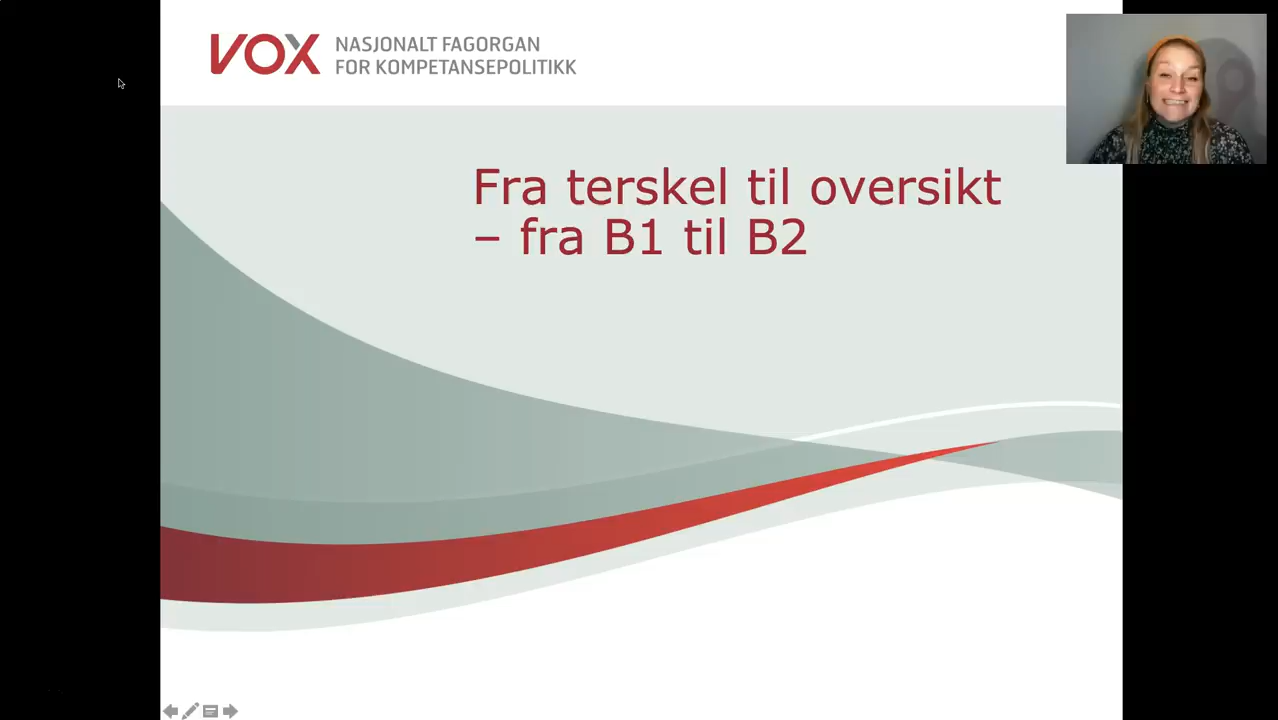 VOX NASJONALT FAGORGAN
FOR KOMPETANSEPOLITIKK
Fra terskel til oversikt
– fra B1 til B2